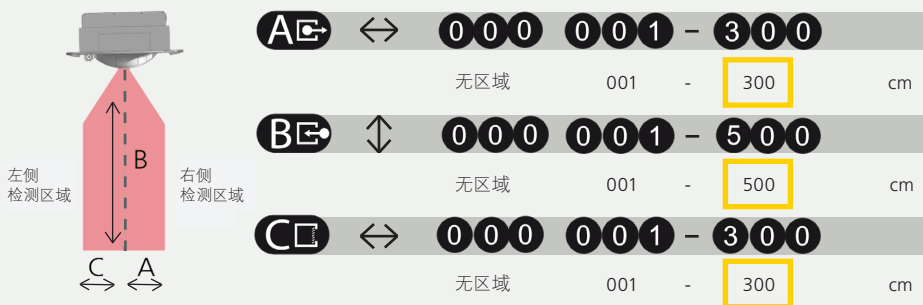 A ↔ 000 001 - 300
无区域 001 - 300 cm
B ↕ 000 001 - 500
无区域 001 - 500 cm
C ↔ 000 001 - 300
无区域 001 - 300 cm
B
左侧
检测区域
右侧
检测区域
C A